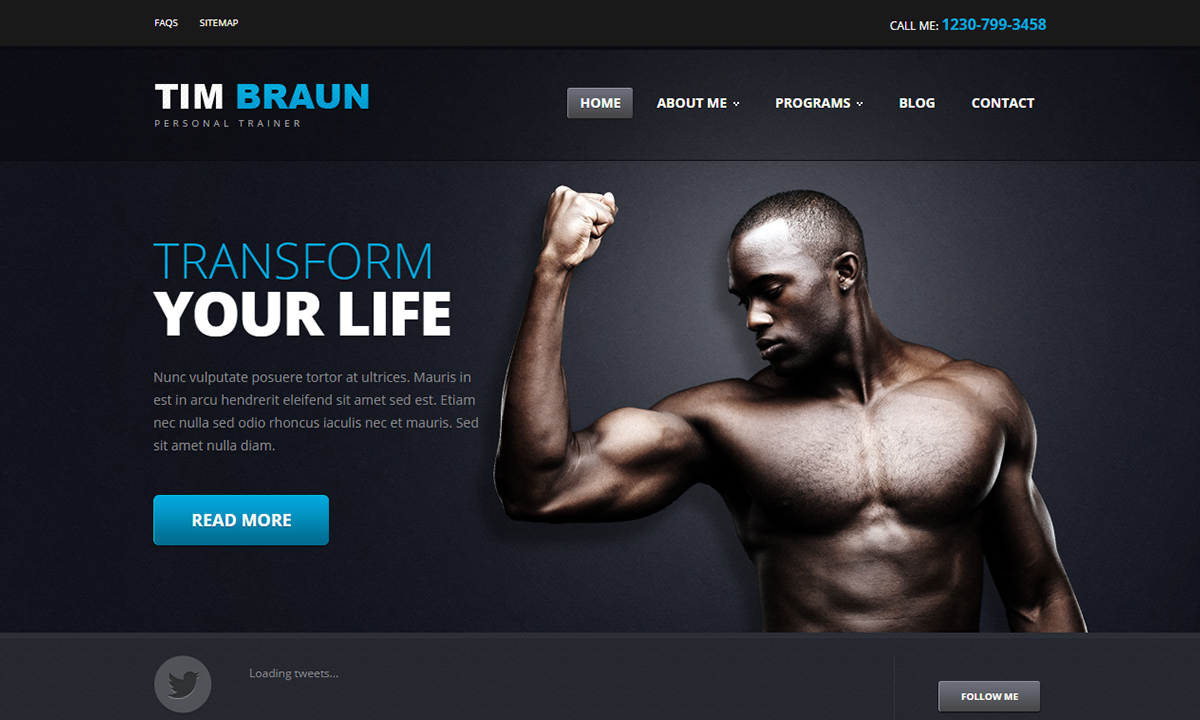 FAQS SITEMAP CALL ME: 1230-799-3458
TIM BRAUN
PERSONAL TRAINER
HOME ABOUT ME PROGRAMS BLOG CONTACT
TRANSFORM
YOUR LIFE
Nunc vulputate posuere tortor at ultrices. Mauris in
est in arcu hendrerit eleifend sit amet sed est. Etiam
nec nulla sed odio rhoncus iaculis nec et mauris. Sed
sit amet nulla diam.
READ MORE
Loading tweets...
FOLLOW ME